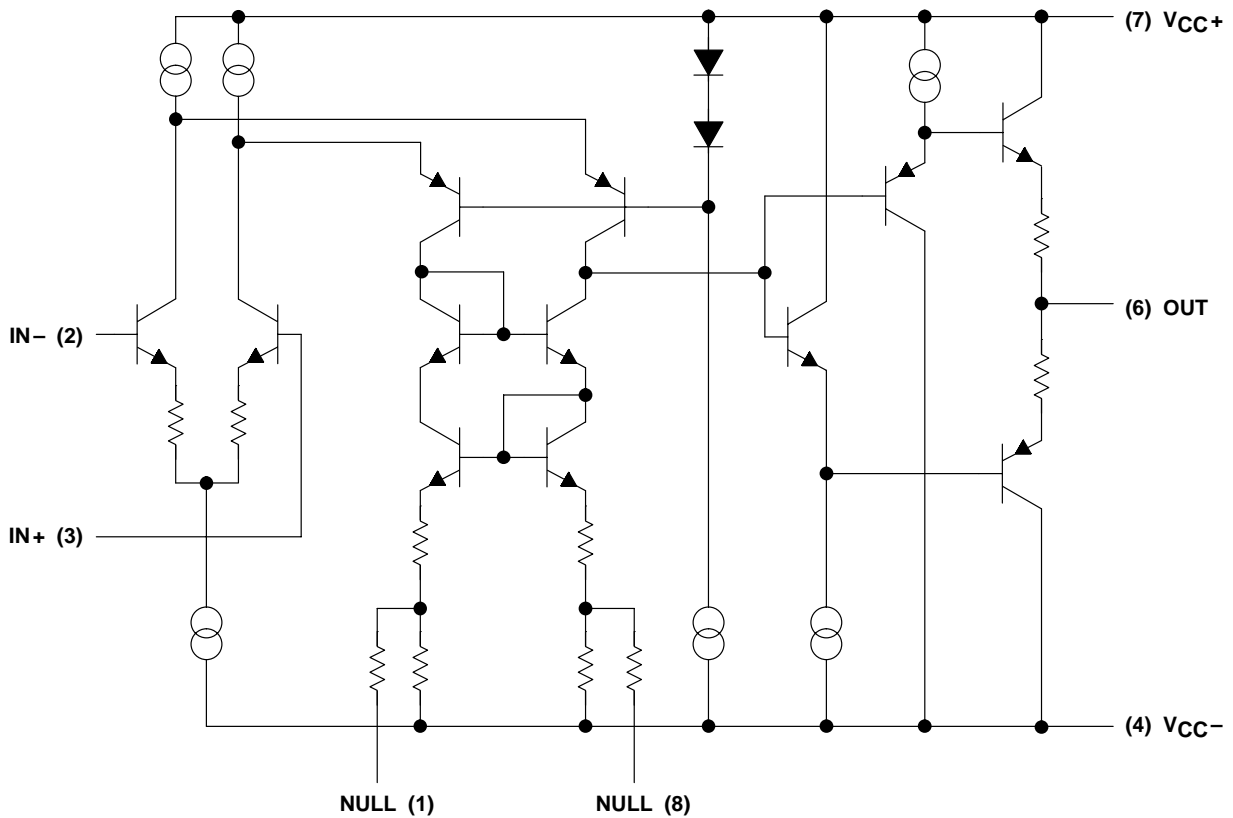 (7) VCC+
IN− (2)
(6) OUT
IN+ (3)
(4) VCC−
NULL (1)
NULL (8)